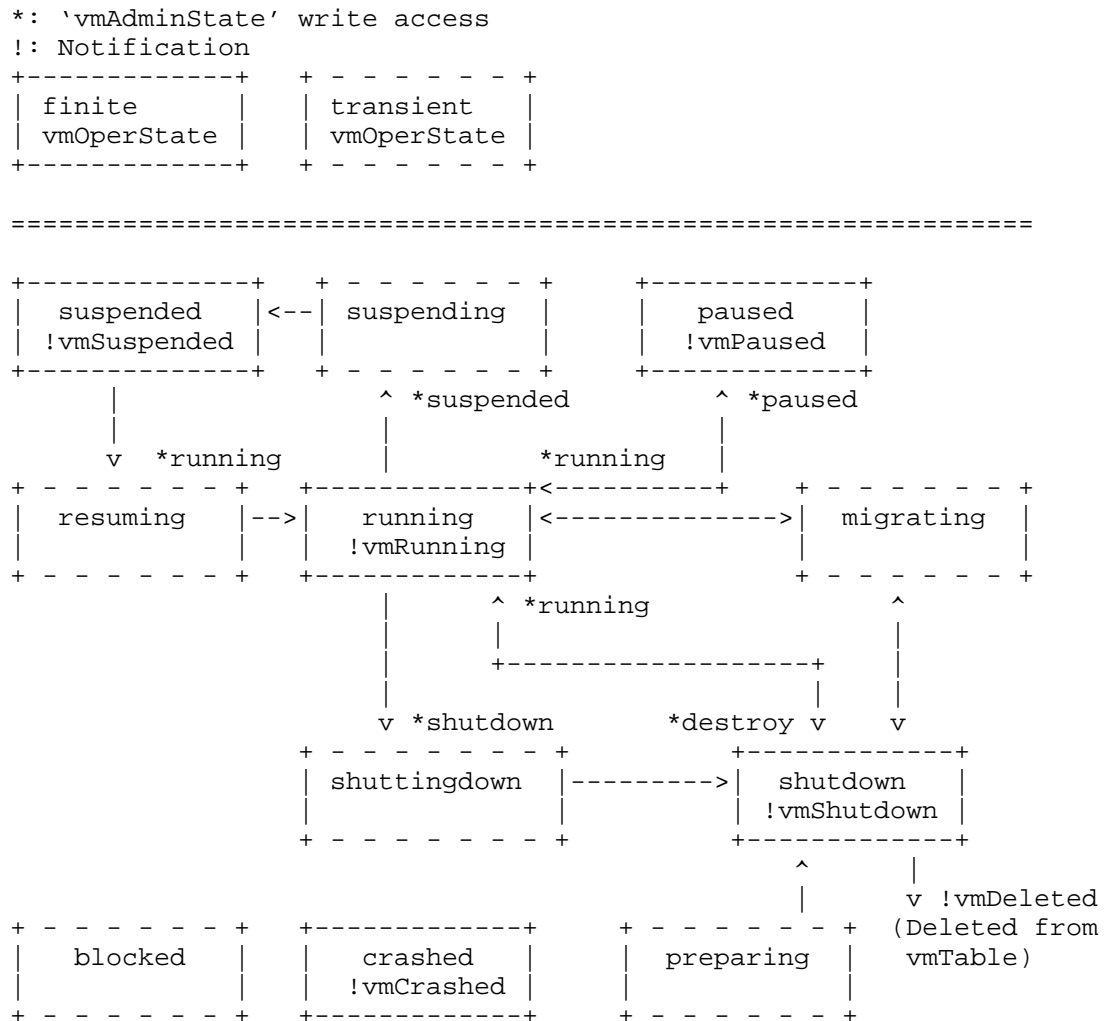 *: ‘vmAdminState’ write access
!: Notification
finite transient
vmOperState vmOperState
suspended suspending paused
!vmSuspended !vmPaused
*suspended *paused
*running *running
resuming running migrating
!vmRunning
*running
*shutdown *destroy
shuttingdown shutdown
!vmShutdown
!vmDeleted
(Deleted from
blocked crashed preparing vmTable)
!vmCrashed